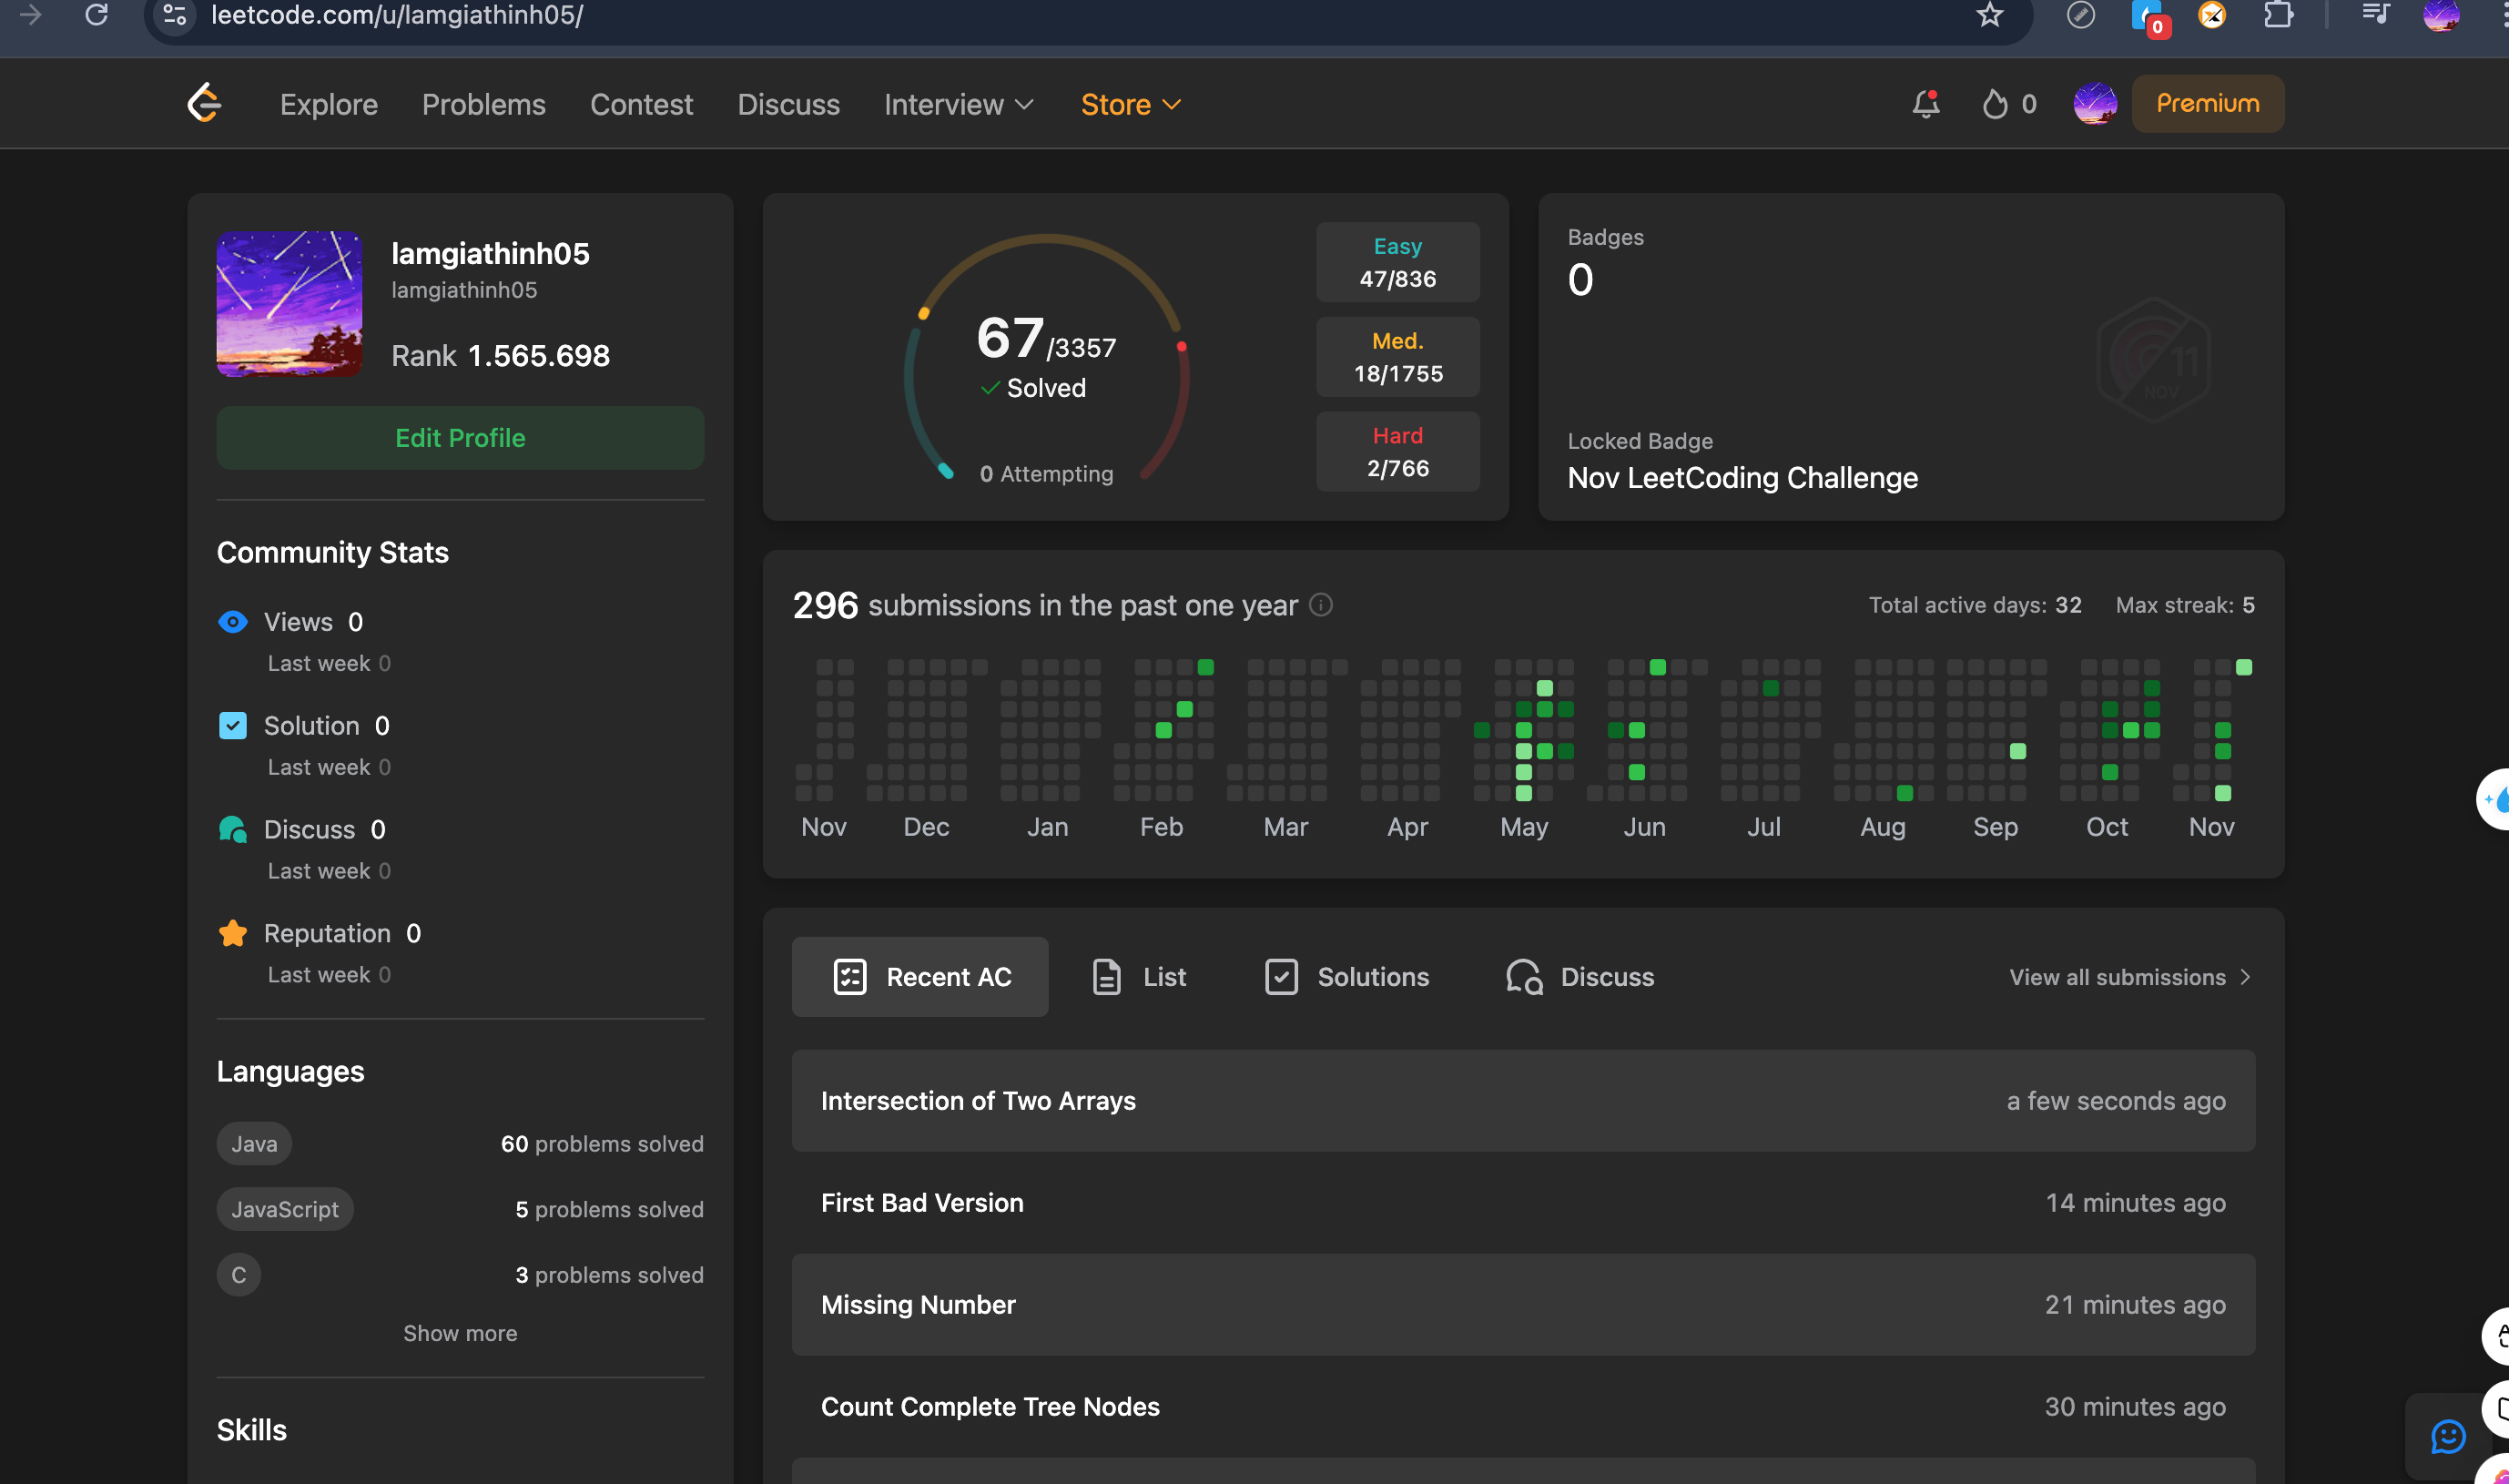 leetcode.com/u/lamgiathinh05/
0
Explore
Problems
Contest
Discuss
Interview
Store
0
Premium
lamgiathinh05
lamgiathinh05
Rank 1.565.698
Edit Profile
Community Stats
Views 0
Last week 0
Solution 0
Last week 0
Discuss 0
Last week 0
Reputation 0
Last week 0
Languages
Java 60 problems solved
JavaScript 5 problems solved
C 3 problems solved
Show more
Skills
67/3357
Solved
0 Attempting
Easy
47/836
Med.
18/1755
Hard
2/766
Badges
0
11
NOV
Locked Badge
Nov LeetCoding Challenge
296 submissions in the past one year
Total active days: 32 Max streak: 5
Nov Dec Jan Feb Mar Apr May Jun Jul Aug Sep Oct Nov
Recent AC
List
Solutions
Discuss
View all submissions
Intersection of Two Arrays a few seconds ago
First Bad Version 14 minutes ago
Missing Number 21 minutes ago
Count Complete Tree Nodes 30 minutes ago